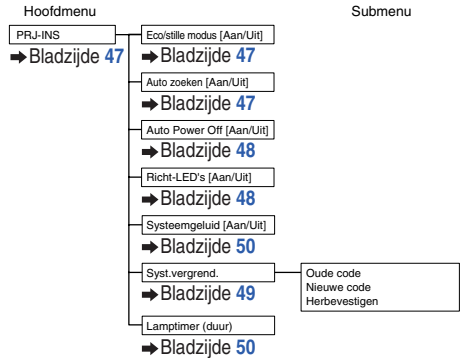 Hoofdmenu
Submenu
PRJ-INS
➡Bladzijde 47
Eco/stille modus [Aan/Uit]
➡Bladzijde 47
Auto zoeken [Aan/Uit]
➡Bladzijde 47
Auto Power Off [Aan/Uit]
➡Bladzijde 48
Richt-LED's [Aan/Uit]
➡Bladzijde 48
Systeemgeluid [Aan/Uit]
➡Bladzijde 50
Syst.vergrend.
➡Bladzijde 49
Oude code
Nieuwe code
Herbevestigen
Lamptimer (duur)
➡Bladzijde 50